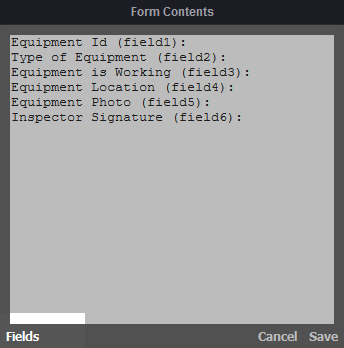 Form Contents
Equipment Id (field1):
Type of Equipment (field2):
Equipment is Working (field3):
Equipment Location (field4):
Equipment Photo (field5):
Inspector Signature (field6):
Fields Cancel Save